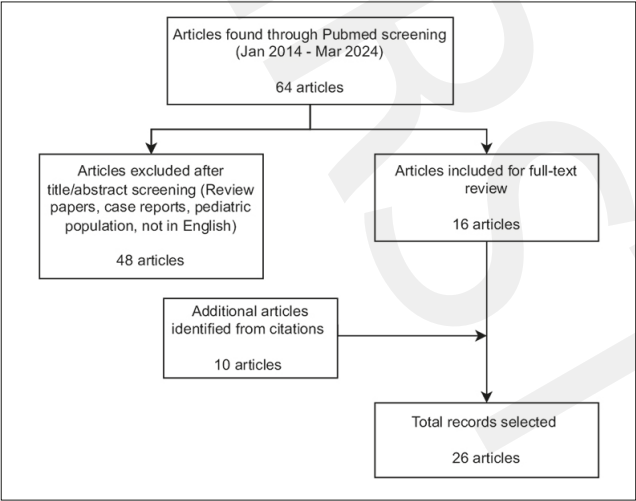 Articles found through Pubmed screening
(Jan 2014 - Mar 2024)
64 articles
Articles excluded after
title/abstract screening (Review
papers, case reports, pediatric
population, not in English)
48 articles
Articles included for full-text
review
16 articles
Additional articles
identified from citations
10 articles
Total records selected
26 articles